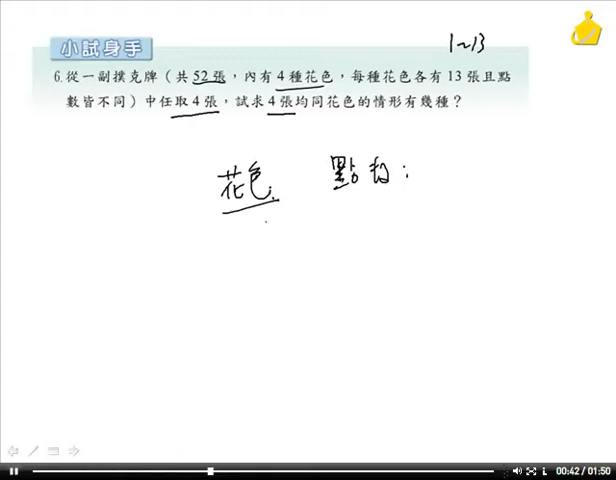 1~13
小試身手
6.從一副撲克牌（共52張，內有4種花色，每種花色各有13張且點
數皆不同）中任取4張，試求4張均同花色的情形有幾種？
花色 點數：
00:42 / 01:50